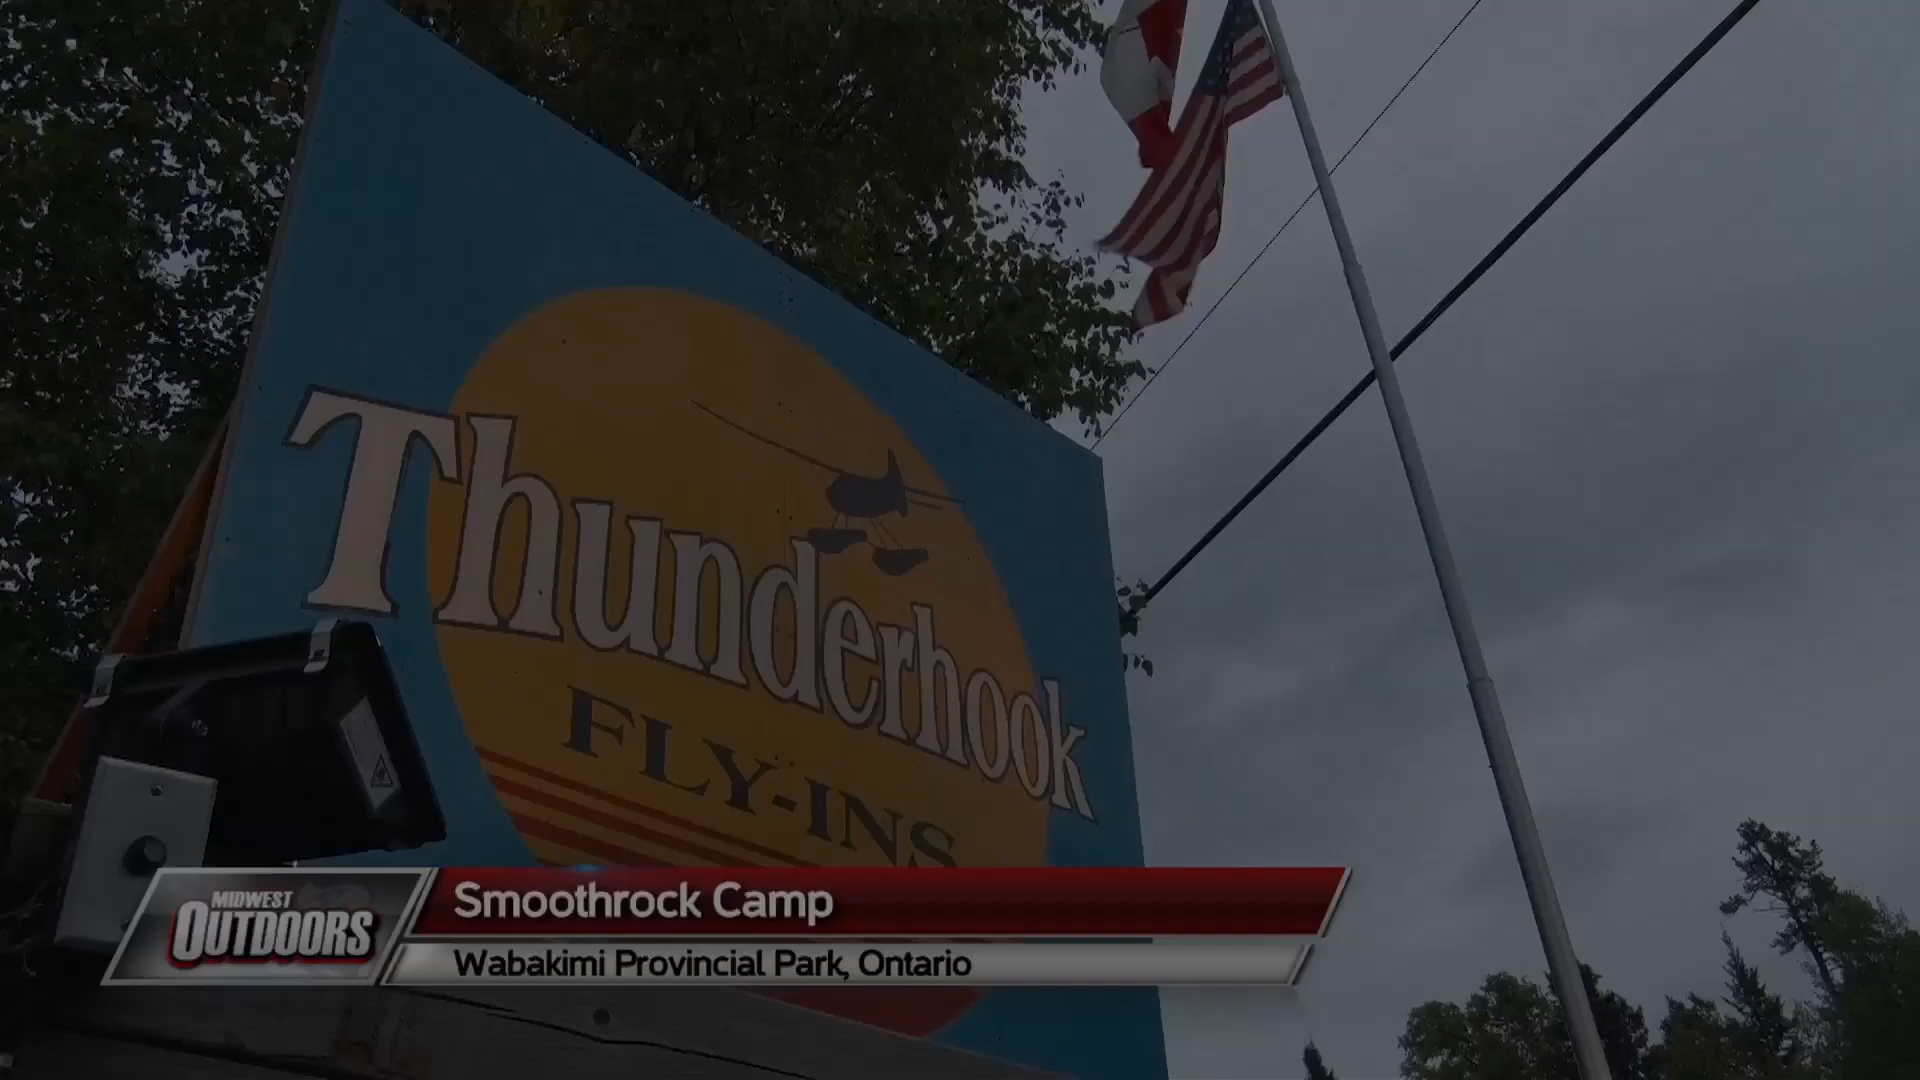 Thunderhook
FLY-INS
MIDWEST
OUTDOORS
Smoothrock Camp
Wabakimi Provincial Park, Ontario